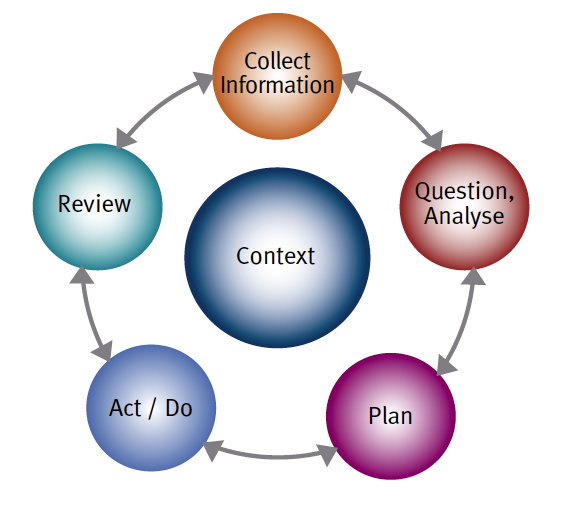 Collect
Information
Question,
Analyse
Plan
Act / Do
Review
Context